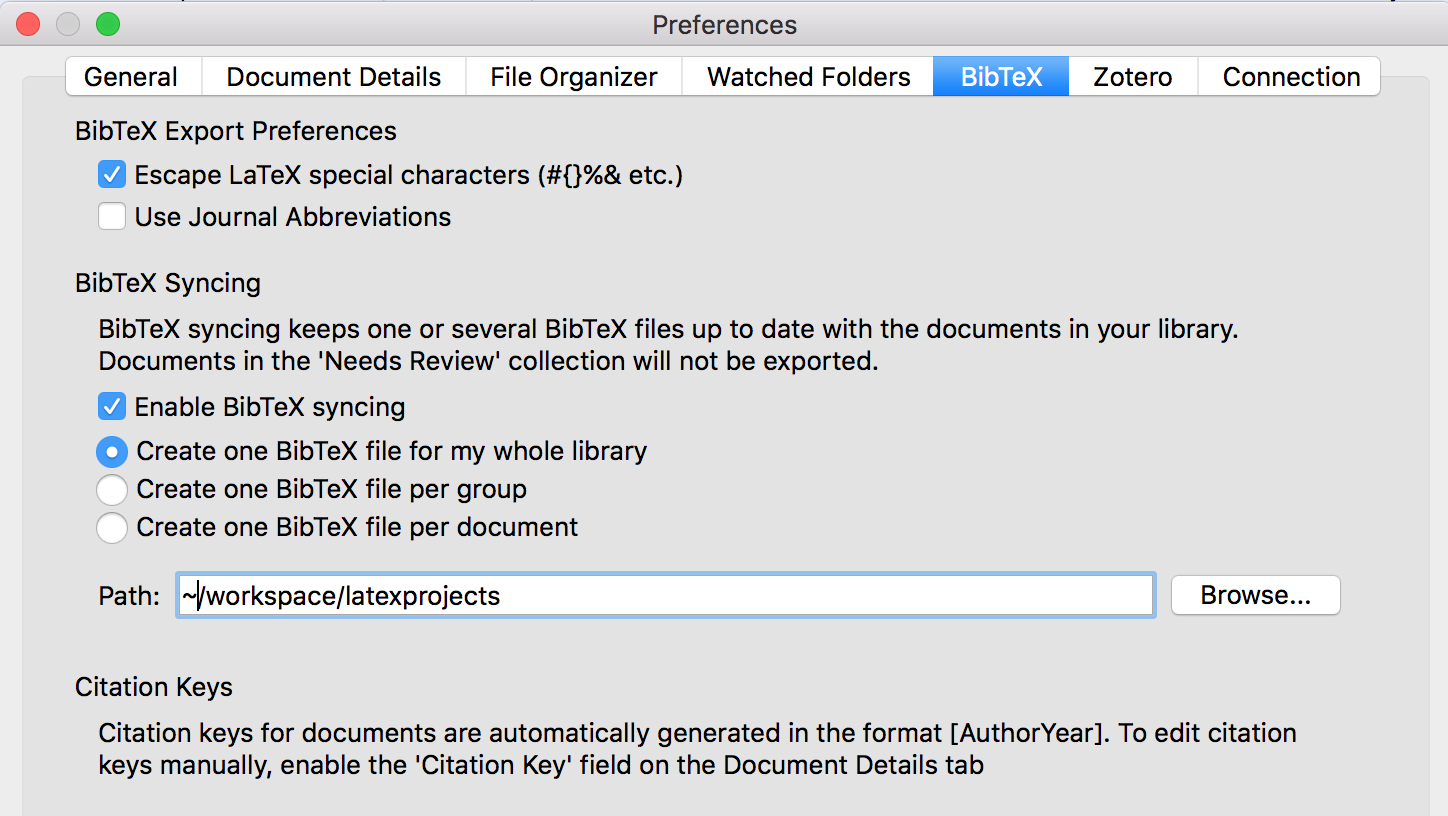 Preferences
General Document Details File Organizer Watched Folders BibTeX Zotero Connection
BibTeX Export Preferences
Escape LaTeX special characters (#{}%& etc.)
Use Journal Abbreviations
BibTeX Syncing
BibTeX syncing keeps one or several BibTeX files up to date with the documents in your library.
Documents in the 'Needs Review' collection will not be exported.
Enable BibTeX syncing
Create one BibTeX file for my whole library
Create one BibTeX file per group
Create one BibTeX file per document
Path: ~/workspace/latexprojects Browse...
Citation Keys
Citation keys for documents are automatically generated in the format [AuthorYear]. To edit citation
keys manually, enable the 'Citation Key' field on the Document Details tab